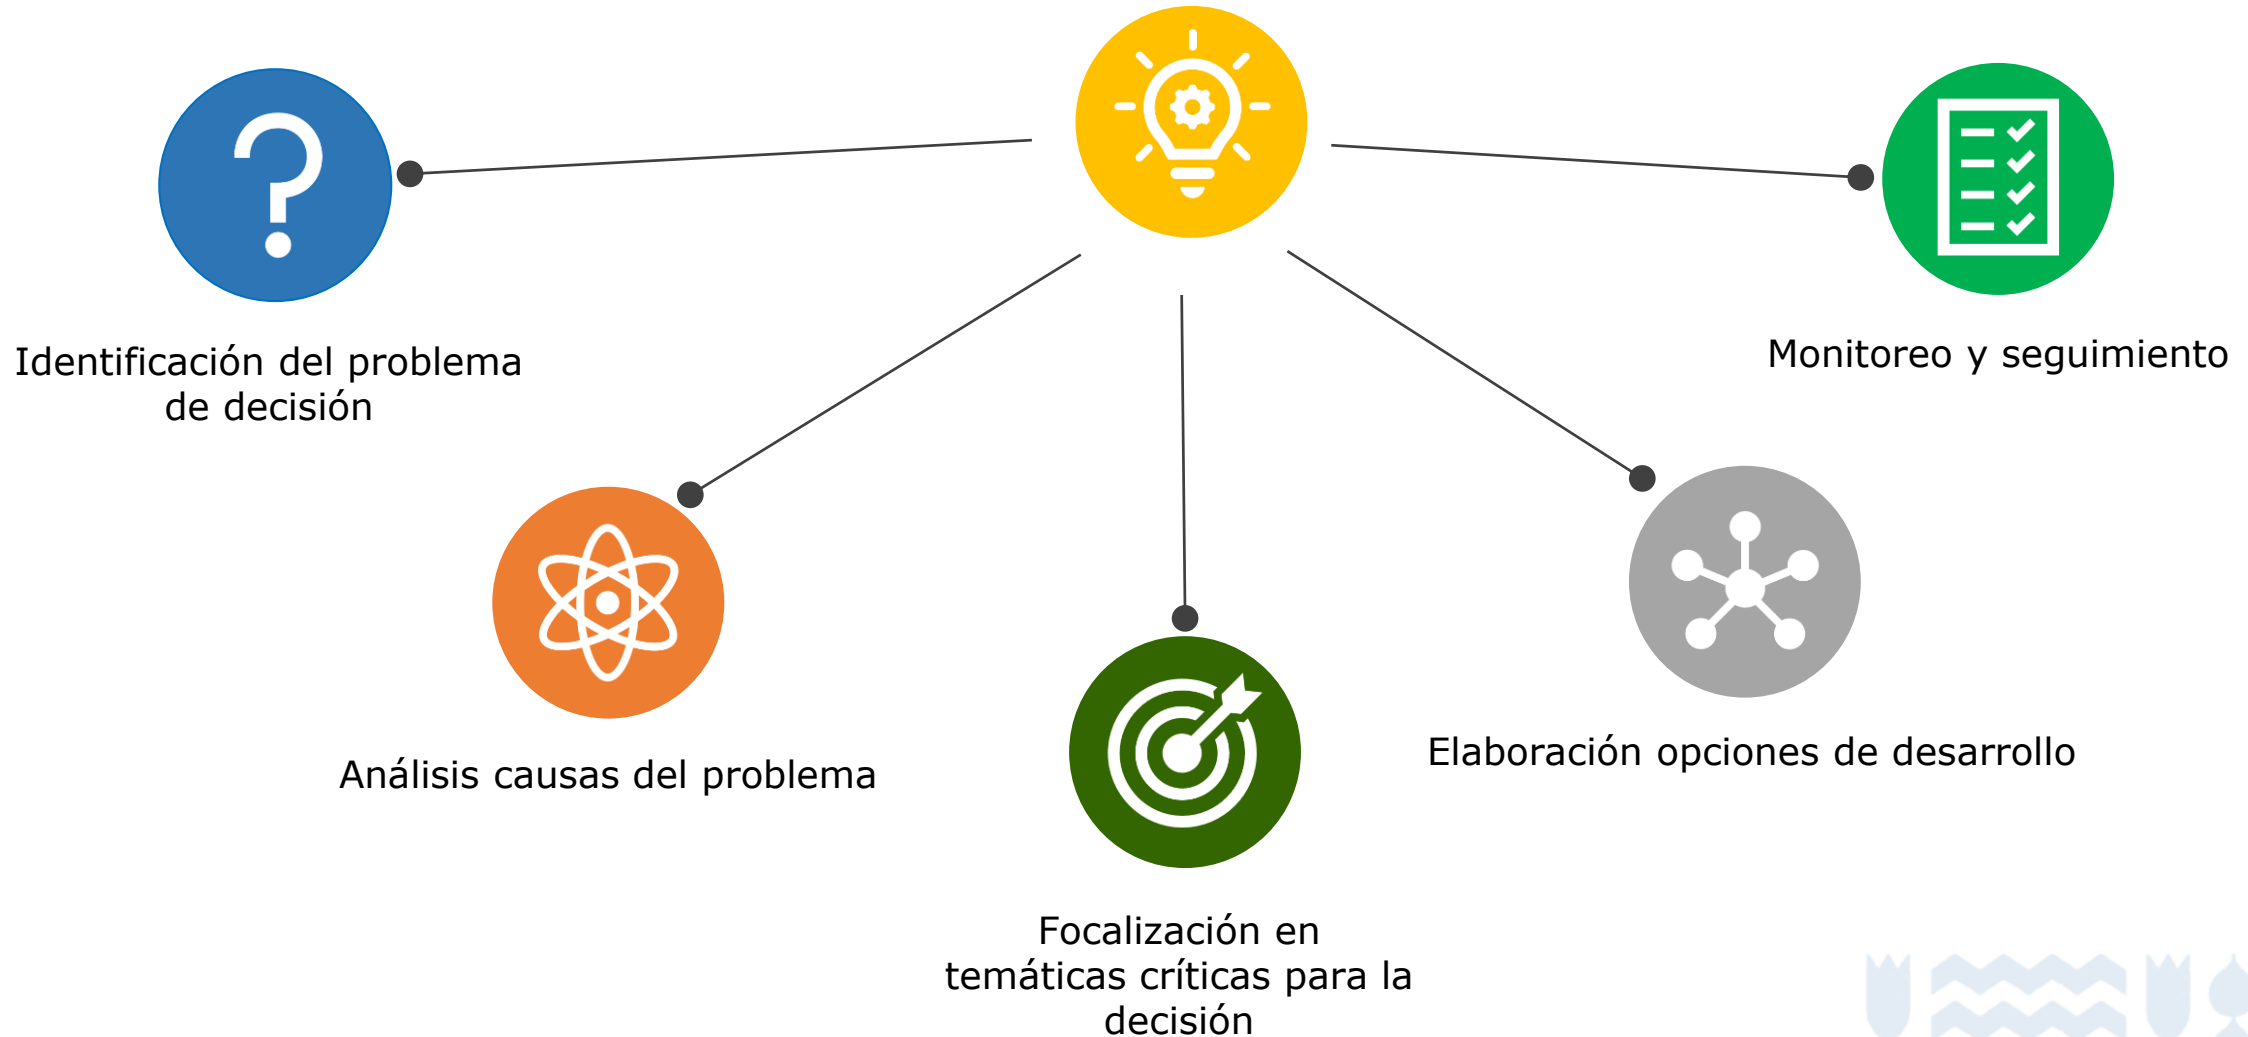 Identificación del problema
de decisión
Análisis causas del problema
Focalización en
temáticas críticas para la
decisión
Elaboración opciones de desarrollo
Monitoreo y seguimiento